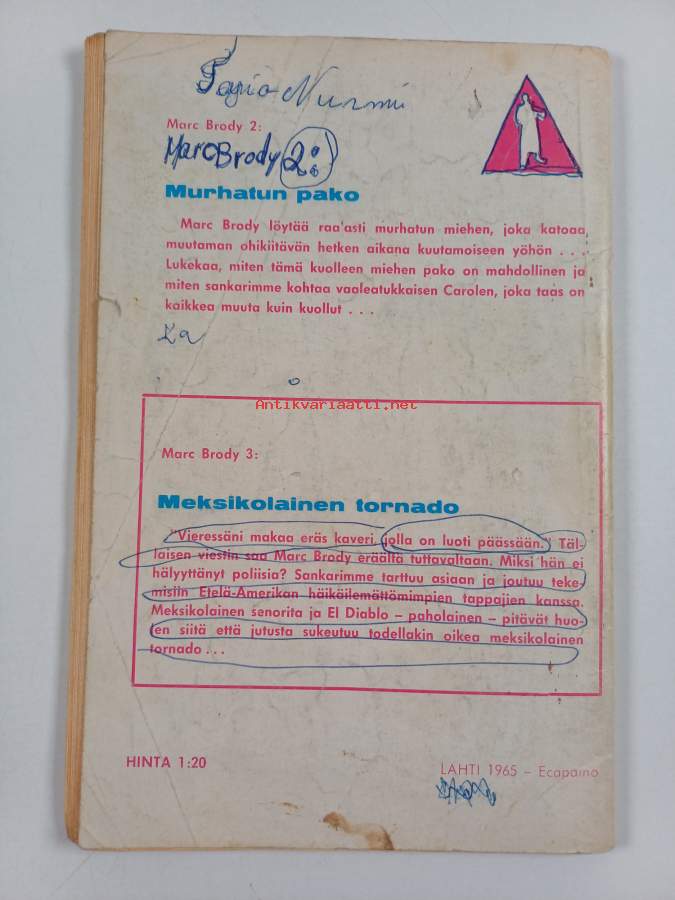 Tapio Nurmi
Marc Brody 2:
Marc Brody 2:
Murhatun pako
Marc Brody löytää raa'asti murhatun miehen, joka katoaa,
muutaman ohikiitävän hetken aikana kuutamoiseen yöhön . . .
Lukekaa, miten tämä kuolleen miehen pako on mahdollinen ja
miten sankarimme kohtaa vaaleatukkaisen Carolen, joka taas on
kaikkea muuta kuin kuollut . . .
Antikvariaatti.net
Marc Brody 3:
Meksikolainen tornado
"Vieressäni makaa eräs kaveri, jolla on luoti päässään." Täl-
laisen viestin saa Marc Brody eräältä tuttavaltaan. Miksi hän ei
hälyyttänyt poliisia? Sankarimme tarttuu asiaan ja joutuu teke-
misiin Etelä-Amerikan häikäilemättömimpien tappajien kanssa.
Meksikolainen senorita ja El Diablo – paholainen – pitävät huo-
len siitä että jutusta sukeutuu todellakin oikea meksikolainen
tornado . . .
HINTA 1:20
LAHTI 1965 – Ecapaino